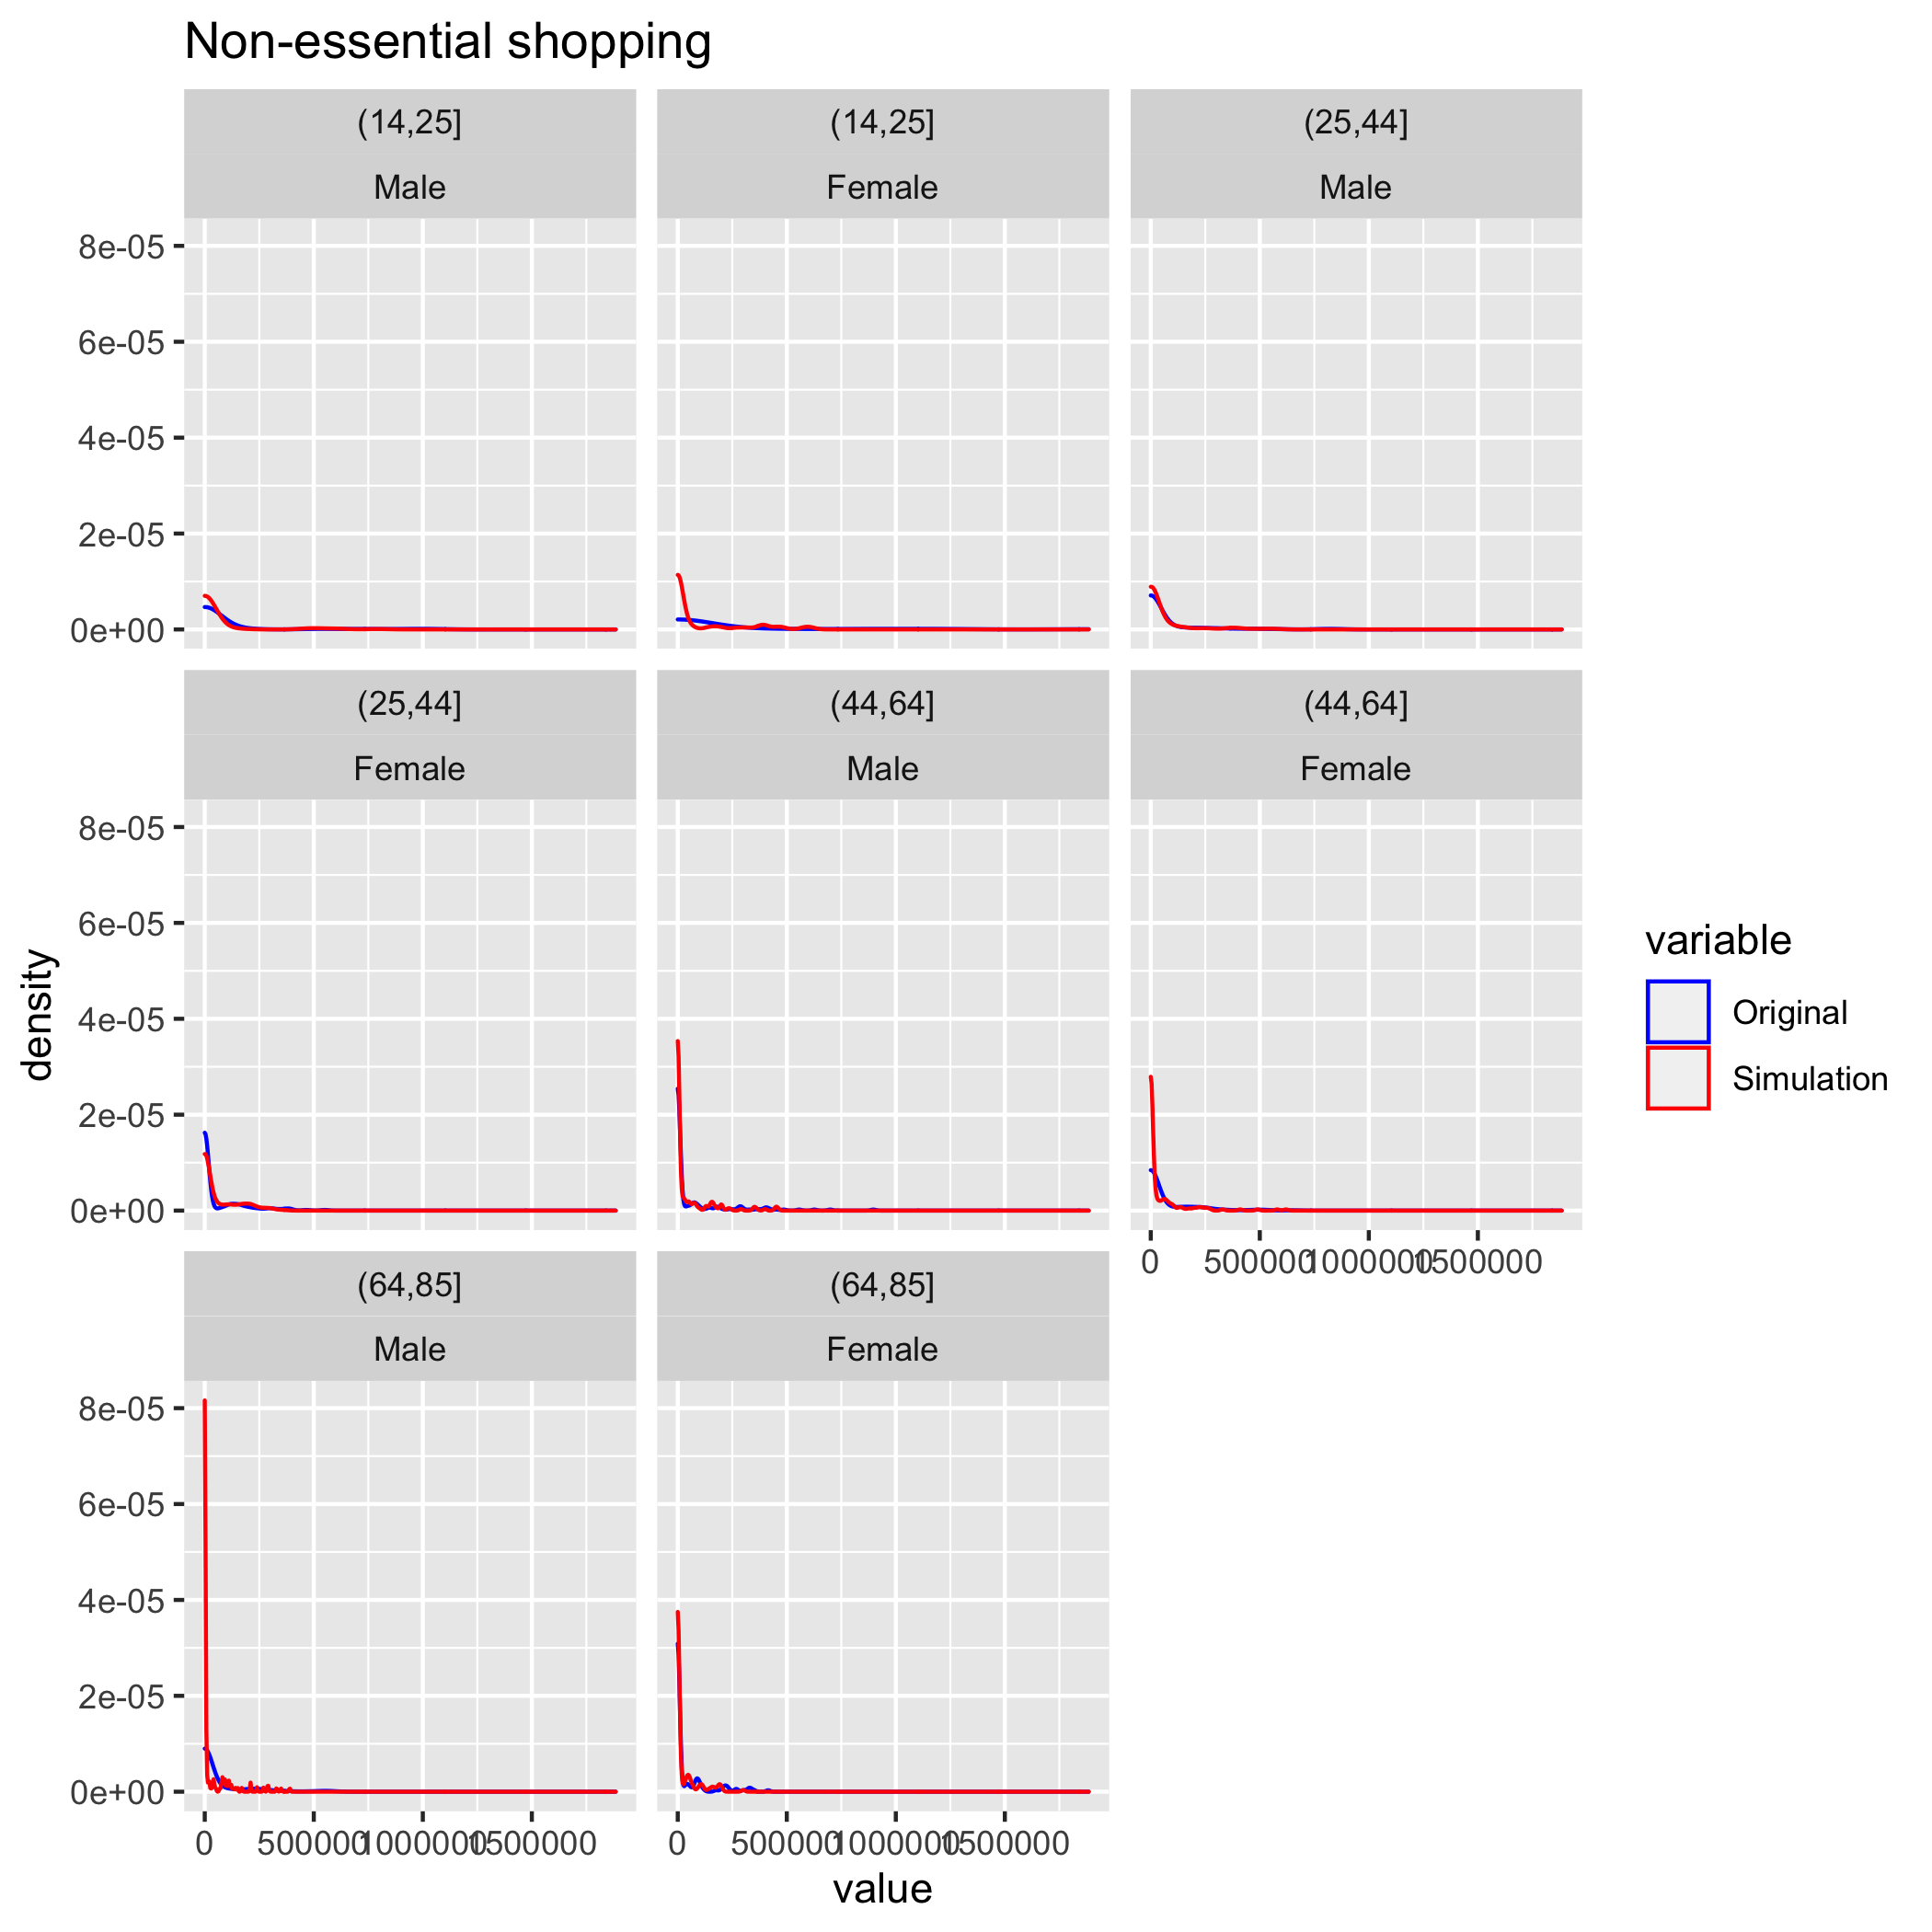 Non-essential shopping
(14,25]
Male
(14,25]
Female
(25,44]
Male
8e-05
6e-05
4e-05
2e-05
0e+00
(25,44]
Female
(44,64]
Male
(44,64]
Female
8e-05
6e-05
4e-05
2e-05
0e+00
0 500000 1000000 1500000
(64,85]
Male
(64,85]
Female
8e-05
6e-05
4e-05
2e-05
0e+00
0 500000 1000000 1500000
0 500000 1000000 1500000
value
density
variable
Original
Simulation